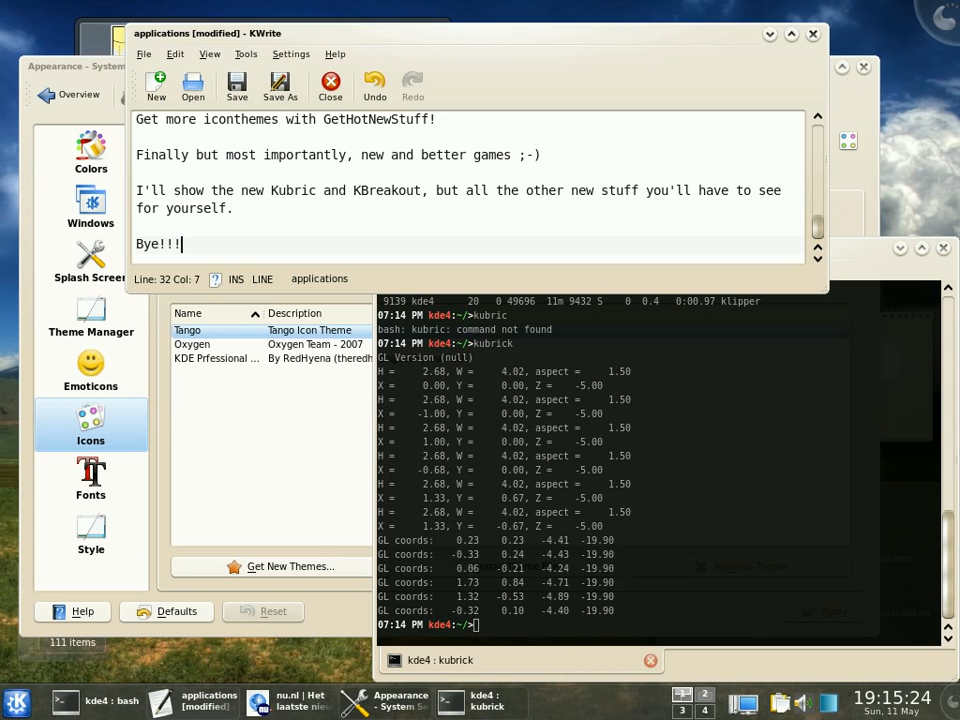 applications [modified] - KWrite
File Edit View Tools Settings Help
New Open Save Save As Close Undo Redo
Get more iconthemes with GetHotNewStuff!
Finally but most importantly, new and better games ;-)
I'll show the new Kubric and KBreakout, but all the other new stuff you'll have to see
for yourself.
Bye!!!
Line: 32 Col: 7 INS LINE applications
Appearance - System
Overview
Colors
Windows
Splash Screen
Theme Manager
Emoticons
Icons
Fonts
Style
Name Description
Tango Tango Icon Theme
Oxygen Oxygen Team - 2007
KDE Prfessional ... By RedHyena (theredh
Get New Themes...
Help Defaults Reset
111 items
9139 kde4 20 0 49696 11m 9432 S 0 0.4 0:00.97 klipper
07:14 PM kde4:~/>kubric
bash: kubric: command not found
07:14 PM kde4:~/>kubrick
GL Version (null)
H = 2.68, W = 4.02, aspect = 1.50
X = 0.00, Y = 0.00, Z = -5.00
H = 2.68, W = 4.02, aspect = 1.50
X = -1.00, Y = 0.00, Z = -5.00
H = 2.68, W = 4.02, aspect = 1.50
X = 1.00, Y = 0.00, Z = -5.00
H = 2.68, W = 4.02, aspect = 1.50
X = -0.68, Y = 0.00, Z = -5.00
H = 2.68, W = 4.02, aspect = 1.50
X = 1.33, Y = 0.67, Z = -5.00
H = 2.68, W = 4.02, aspect = 1.50
X = 1.33, Y = -0.67, Z = -5.00
GL coords: 0.23 0.23 -4.41 -19.90
GL coords: -0.33 0.24 -4.43 -19.90
GL coords: 0.06 -0.21 -4.24 -19.90
GL coords: 1.73 0.84 -4.71 -19.90
GL coords: 1.32 -0.53 -4.89 -19.90
GL coords: -0.32 0.10 -4.40 -19.90
07:14 PM kde4:~/>
kde4 : kubrick
kde4 : bash
applications
[modified]
nu.nl | Het
laatste nieu
Appearance
- System Se
kde4 :
kubrick
1 2
3 4
19:15:24
Sun, 11 May